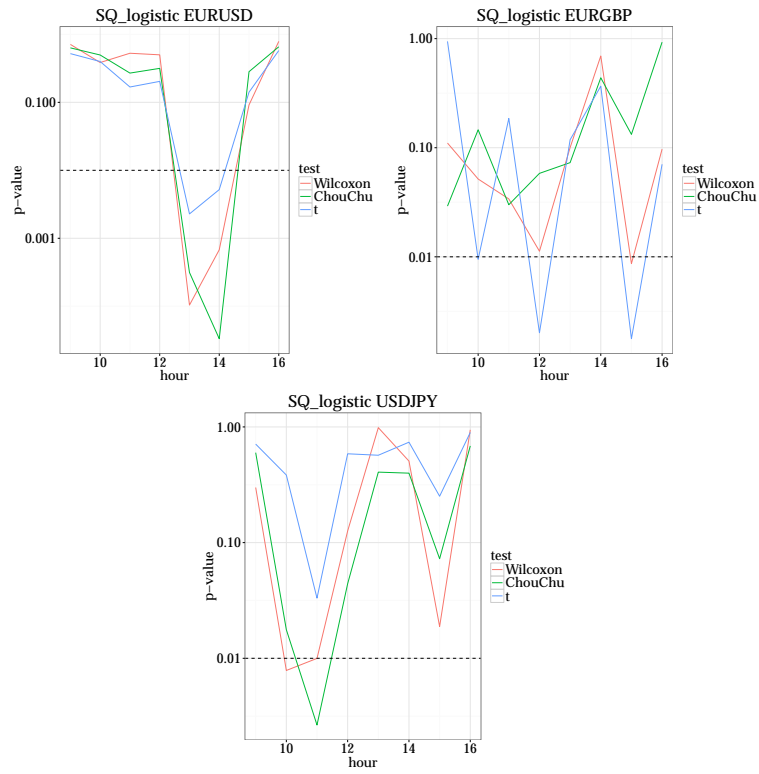 SQ_logistic EURUSD
p-value
0.100
0.001
10
12
14
16
hour
test
Wilcoxon
ChouChu
t
SQ_logistic EURGBP
p-value
1.00
0.10
0.01
10
12
14
16
hour
test
Wilcoxon
ChouChu
t
SQ_logistic USDJPY
p-value
1.00
0.10
0.01
10
12
14
16
hour
test
Wilcoxon
ChouChu
t